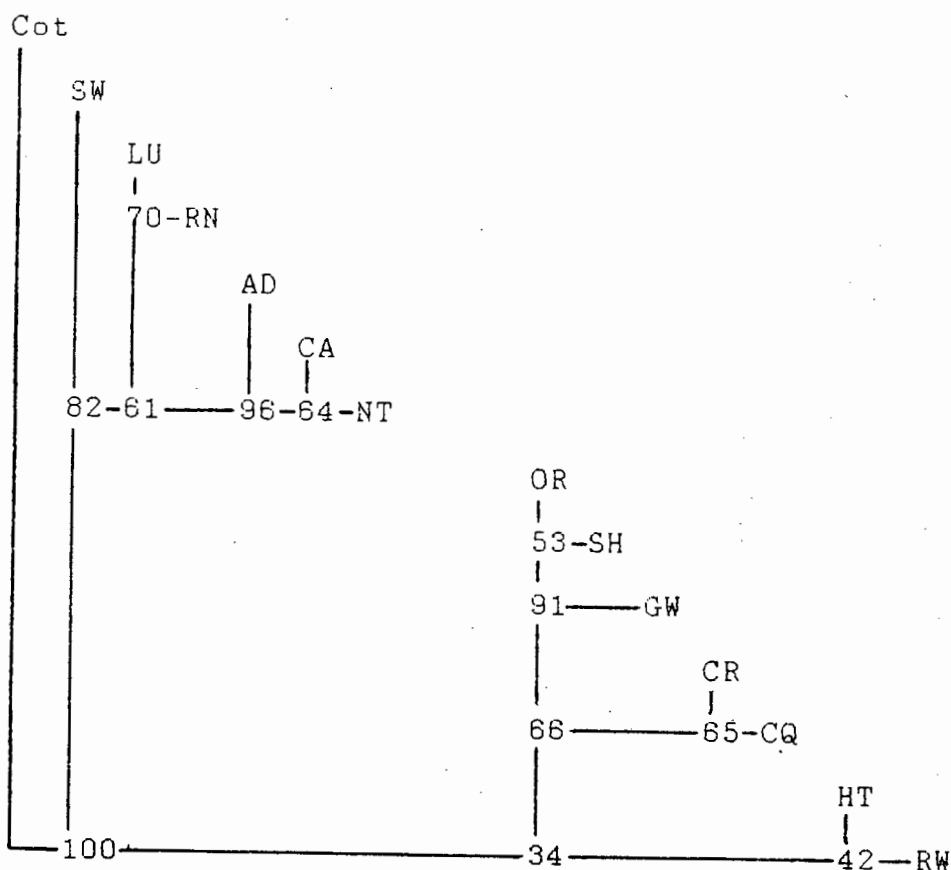 Cot
SW
LU
70-RN
AD
CA
82-61-96-64-NT
OR
53-SH
91-GW
CR
66-65-CQ
HT
100-34-42-RW